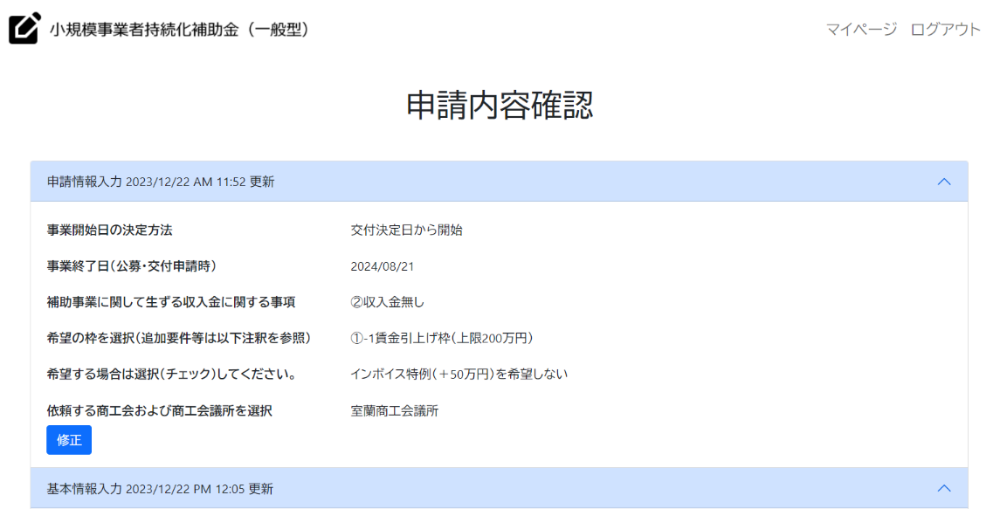 小規模事業者持続化補助金（一般型）
マイページ ログアウト
申請内容確認
申請情報入力 2023/12/22 AM 11:52 更新
事業開始日の決定方法 交付決定日から開始
事業終了日（公募・交付申請時） 2024/08/21
補助事業に関して生ずる収入金に関する事項 ②収入金無し
希望の枠を選択（追加要件等は以下注釈を参照） ①-1賃金引上げ枠（上限200万円）
希望する場合は選択（チェック）してください。 インボイス特例（＋50万円）を希望しない
依頼する商工会および商工会議所を選択 室蘭商工会議所
修正
基本情報入力 2023/12/22 PM 12:05 更新